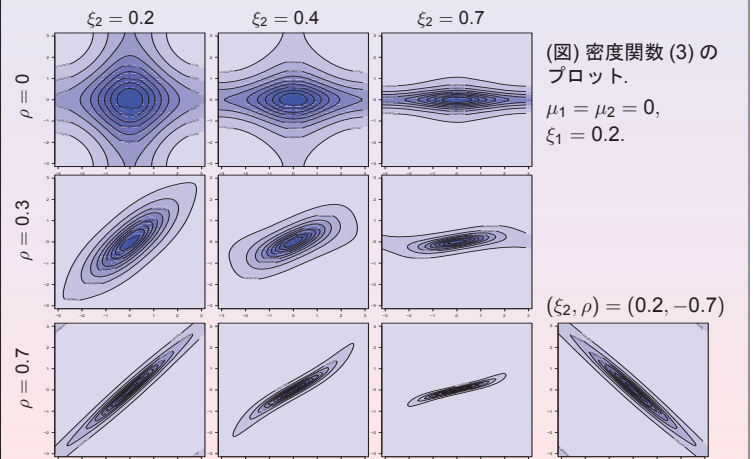 ξ₂ = 0.2
ξ₂ = 0.4
ξ₂ = 0.7
(図) 密度関数 (3) の
プロット.
μ₁ = μ₂ = 0,
ξ₁ = 0.2.
ρ = 0
ρ = 0.3
(ξ₂, ρ) = (0.2, −0.7)
ρ = 0.7